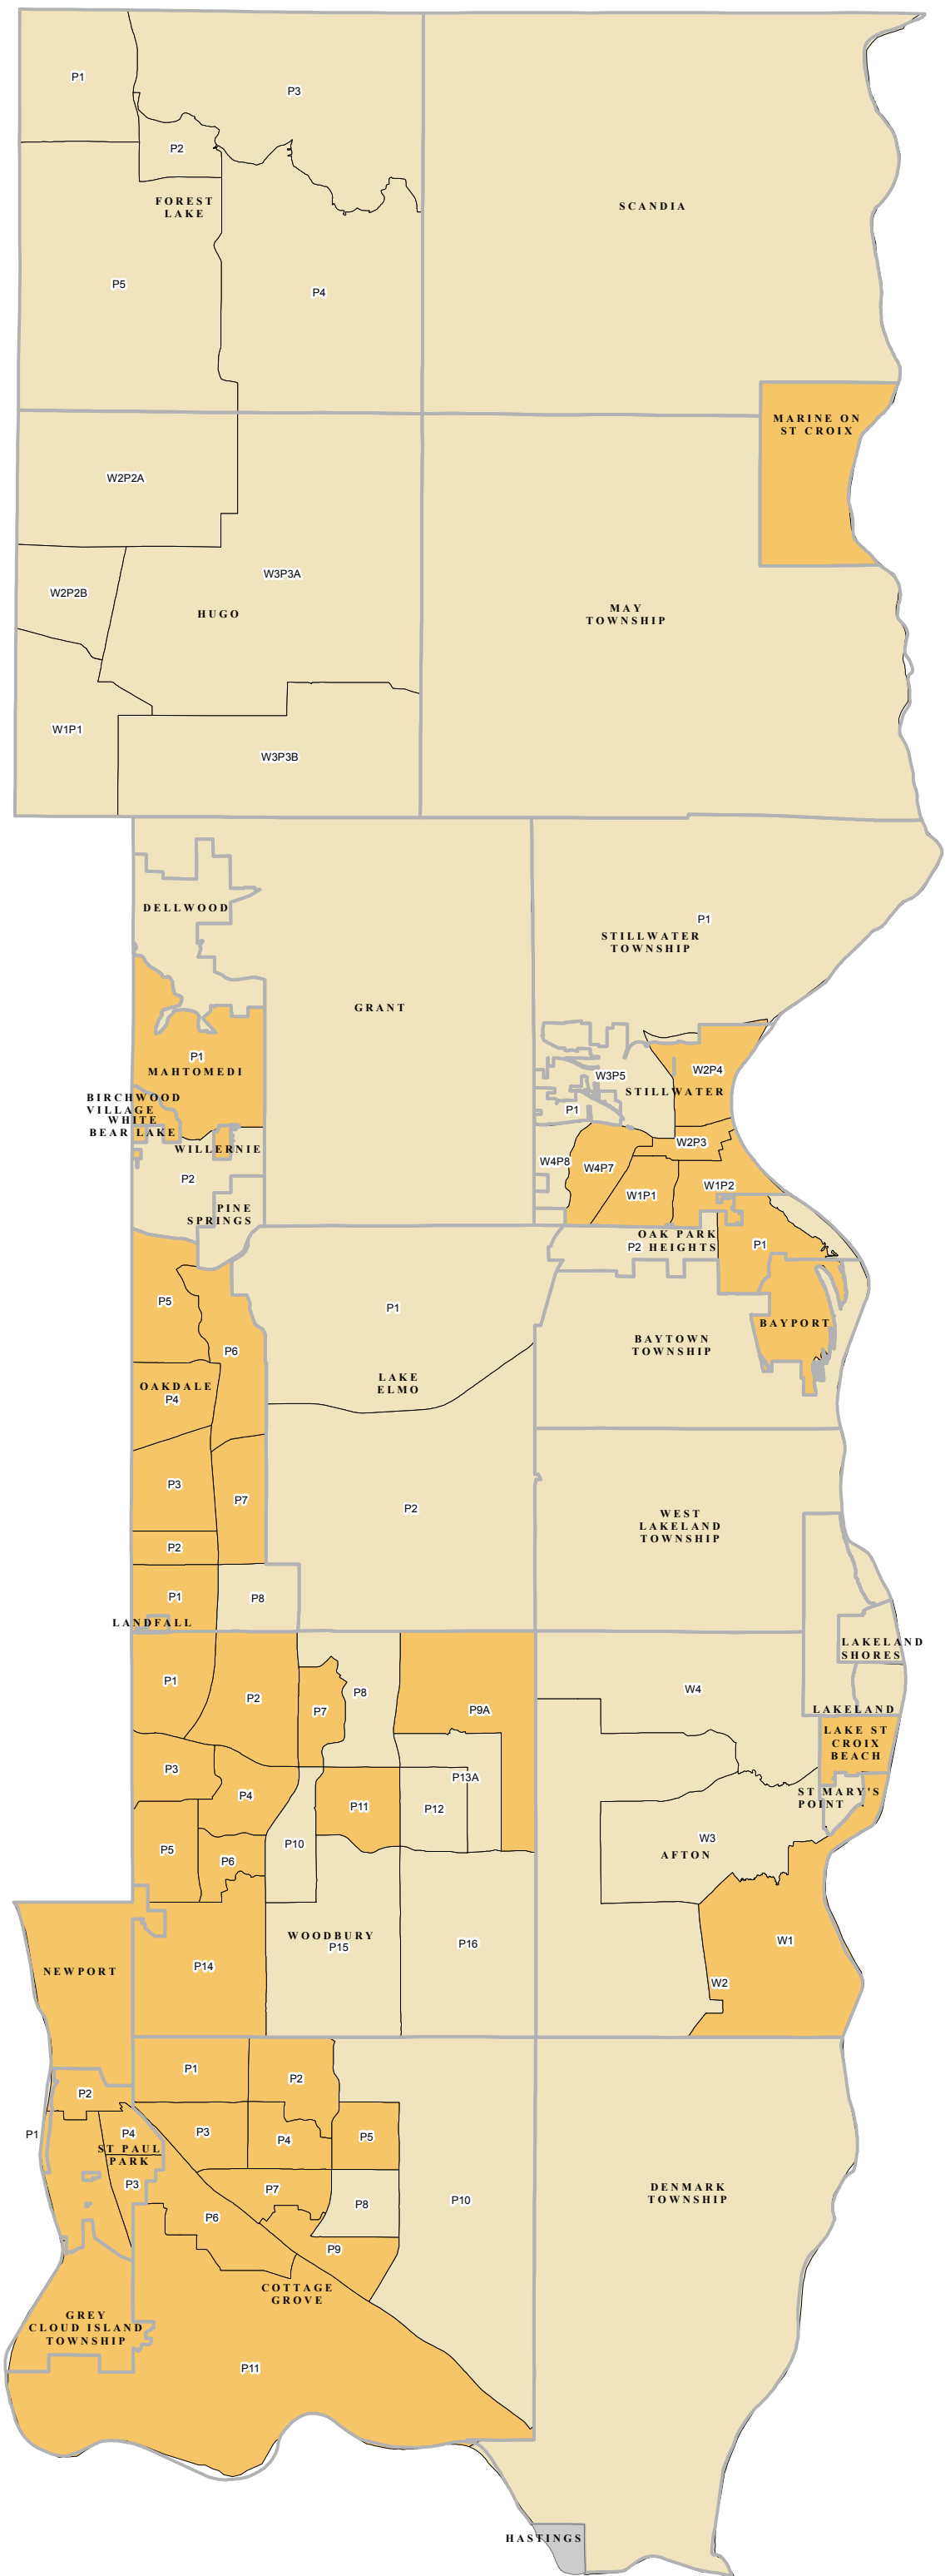 P1
P3
P2
FOREST
LAKE
SCANDIA
P5
P4
MARINE ON
ST CROIX
W2P2A
W3P3A
W2P2B
HUGO
MAY
TOWNSHIP
W1P1
W3P3B
DELLWOOD
P1
STILLWATER
TOWNSHIP
GRANT
P1
MAHTOMEDI
W3P5
W2P4
STILLWATER
BIRCHWOOD
VILLAGE
WHITE
BEAR LAKE
P1
WILLERNIE
W2P3
W4P8
W4P7
P2
W1P1
W1P2
PINE
SPRINGS
OAK PARK
HEIGHTS
P2
P1
P5
P1
BAYPORT
P6
BAYTOWN
TOWNSHIP
OAKDALE
P4
LAKE
ELMO
P3
P7
P2
WEST
LAKELAND
TOWNSHIP
P2
P1
P8
LANDFALL
LAKELAND
SHORES
P1
P2
P7
P8
P9A
W4
LAKELAND
LAKE ST
CROIX
BEACH
P3
P4
P13A
P11
P12
ST MARY'S
POINT
P5
P6
P10
W3
AFTON
WOODBURY
P15
P16
W1
P14
NEWPORT
W2
P1
P2
P2
P1
P4
P3
P4
P5
ST PAUL
PARK
P3
P7
P8
P10
DENMARK
TOWNSHIP
P6
P9
COTTAGE
GROVE
GREY
CLOUD ISLAND
TOWNSHIP
P11
HASTINGS